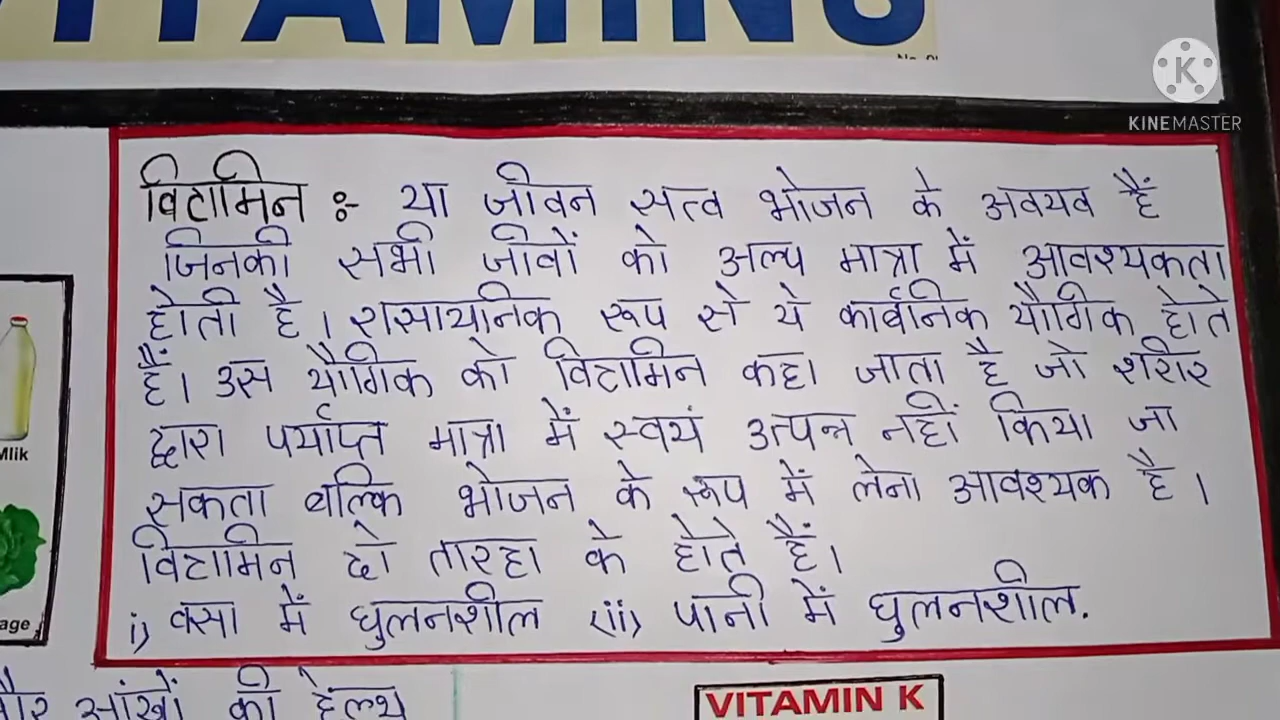 VITAMINS
K
KINEMASTER
विटामिन :- या जीवन सत्व भोजन के अवयव हैं
जिनकी सभी जीवों को अल्प मात्रा में आवश्यकता
होती है। रासायनिक रूप से ये कार्बनिक यौगिक होते
हैं। उस यौगिक को विटामिन कहा जाता है जो शरीर
द्वारा पर्याप्त मात्रा में स्वयं उत्पन्न नहीं किया जा
सकता बल्कि भोजन के रूप में लेना आवश्यक है।
विटामिन दो तारहा के होते हैं।
i) वसा में घुलनशील (ii) पानी में घुलनशील.
Mlik
age
और आंखों की हेल्थ
VITAMIN K